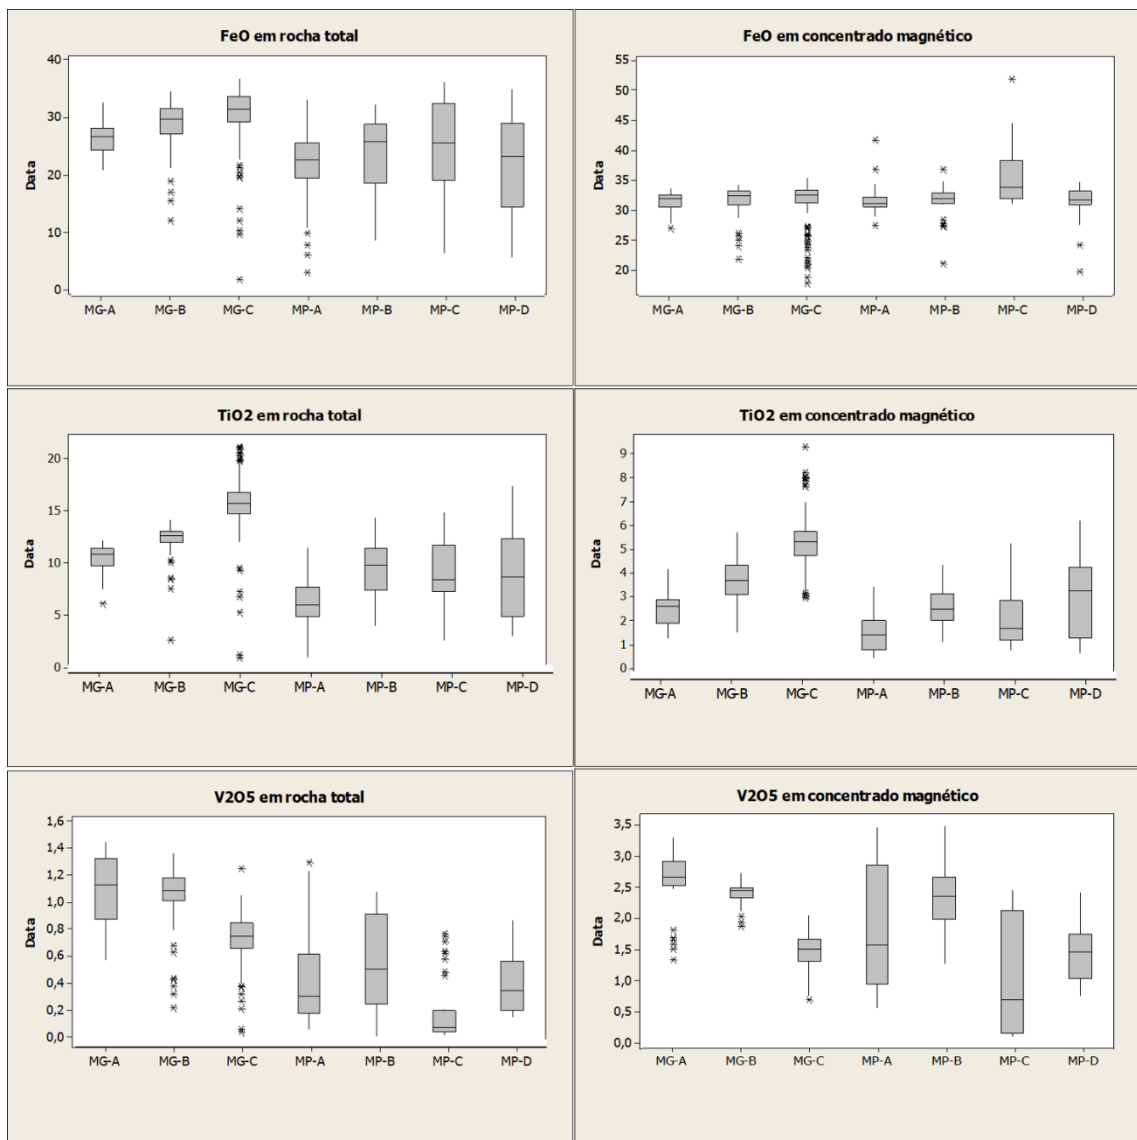 FeO em rocha total
40
30
20
10
0
Data
MG-A MG-B MG-C MP-A MP-B MP-C MP-D
FeO em concentrado magnético
55
50
45
40
35
30
25
20
Data
MG-A MG-B MG-C MP-A MP-B MP-C MP-D
TiO2 em rocha total
20
15
10
5
0
Data
MG-A MG-B MG-C MP-A MP-B MP-C MP-D
TiO2 em concentrado magnético
9
8
7
6
5
4
3
2
1
0
Data
MG-A MG-B MG-C MP-A MP-B MP-C MP-D
V2O5 em rocha total
1,6
1,4
1,2
1,0
0,8
0,6
0,4
0,2
0,0
Data
MG-A MG-B MG-C MP-A MP-B MP-C MP-D
V2O5 em concentrado magnético
3,5
3,0
2,5
2,0
1,5
1,0
0,5
0,0
Data
MG-A MG-B MG-C MP-A MP-B MP-C MP-D